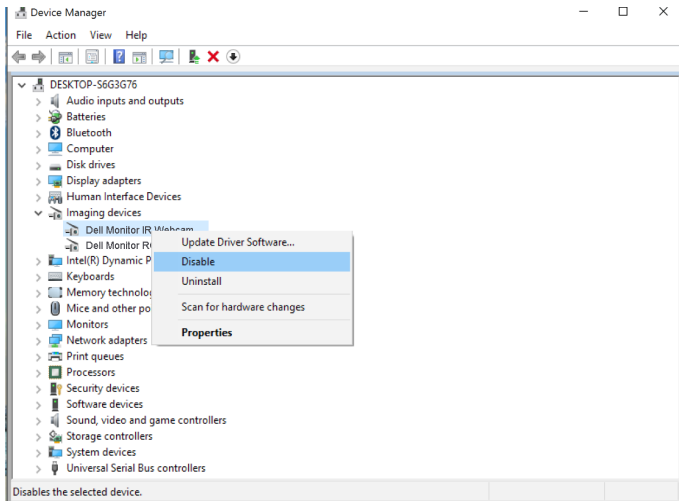 Device Manager
File Action View Help
DESKTOP-S6G3G76
Audio inputs and outputs
Batteries
Bluetooth
Computer
Disk drives
Display adapters
Human Interface Devices
Imaging devices
Dell Monitor IR Webcam
Dell Monitor
Intel(R) Dynamic
Keyboards
Memory
Mice and other
Monitors
Network adapters
Print queues
Processors
Security devices
Software devices
Sound, video and game controllers
Storage controllers
System devices
Universal Serial Bus controllers
Update Driver Software...
Disable
Uninstall
Scan for hardware changes
Properties
Disables the selected device.